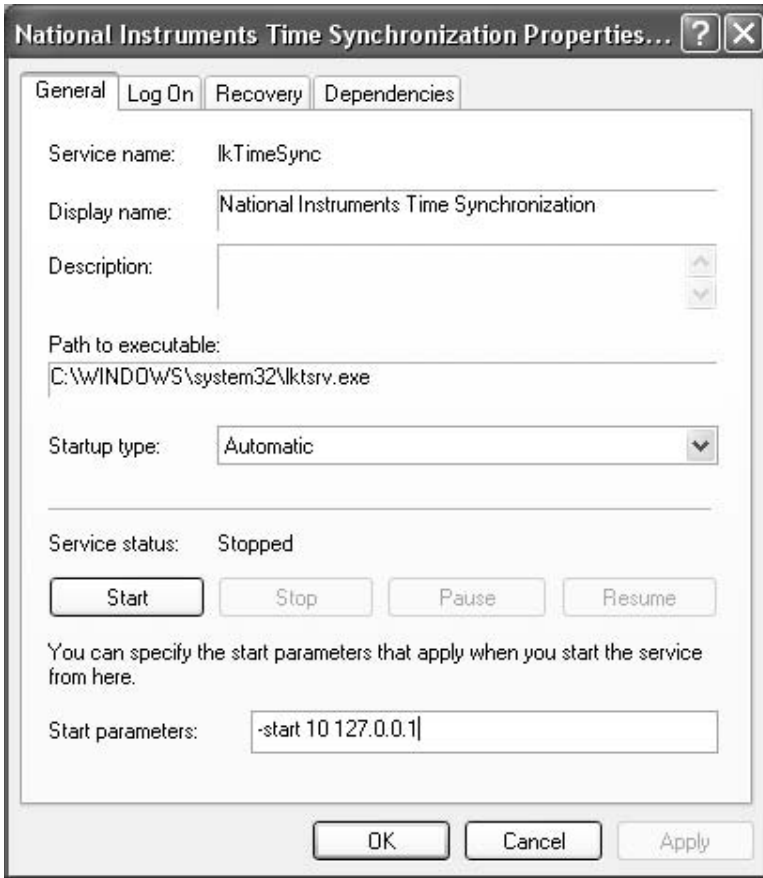 National Instruments Time Synchronization Properties...
General Log On Recovery Dependencies
Service name: lkTimeSync
Display name: National Instruments Time Synchronization
Description:
Path to executable:
C:\WINDOWS\system32\lktsrv.exe
Startup type: Automatic
Service status: Stopped
Start Stop Pause Resume
You can specify the start parameters that apply when you start the service
from here.
Start parameters: -start 10 127.0.0.1
OK Cancel Apply